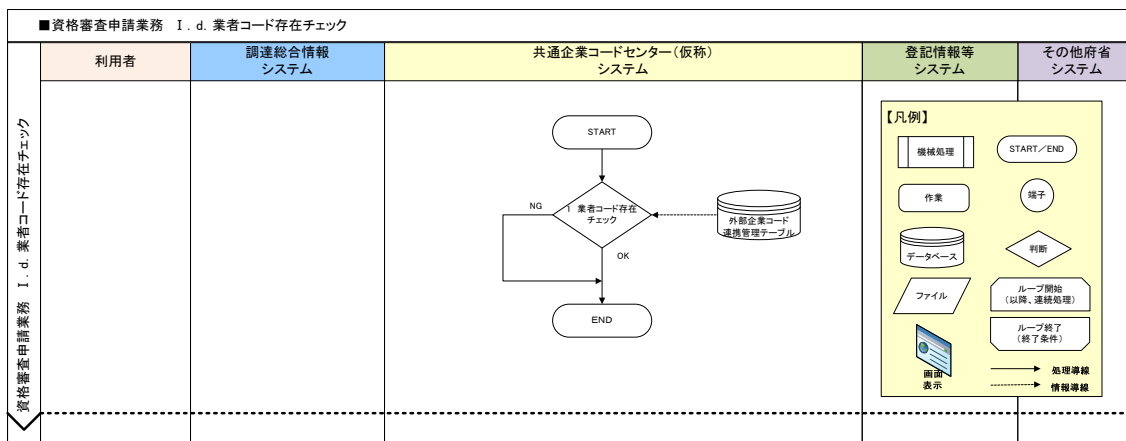 ■資格審査申請業務　Ⅰ．d．業者コード存在チェック
利用者
調達総合情報
システム
共通企業コードセンター（仮称）
システム
登記情報等
システム
その他府省
システム
資格審査申請業務　Ⅰ．d．業者コード存在チェック
START
NG
1　業者コード存在
チェック
外部企業コード
連携管理テーブル
OK
END
【凡例】
機械処理
START／END
作業
端子
データベース
判断
ファイル
ループ開始
（以降、連続処理）
ループ終了
（終了条件）
画面
表示
処理導線
情報導線